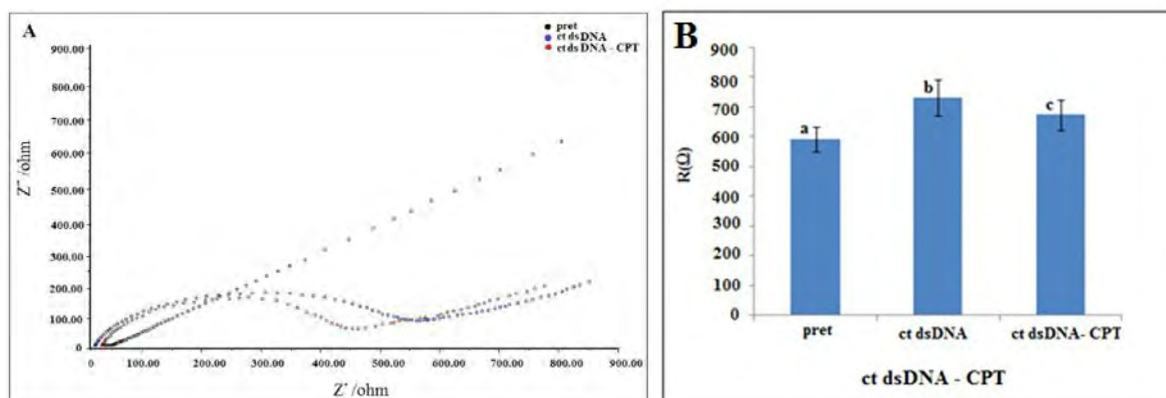 A
pret
ct dsDNA
ct dsDNA - CPT
900.00
800.00
700.00
600.00
500.00
400.00
300.00
200.00
100.00
0
Z'' /ohm
0 100.00 200.00 300.00 400.00 500.00 600.00 700.00 800.00 900.00
Z' /ohm
B
900
800
700
600
500
400
300
200
100
0
R(Ω)
a
b
c
pret ct dsDNA ct dsDNA- CPT
ct dsDNA - CPT